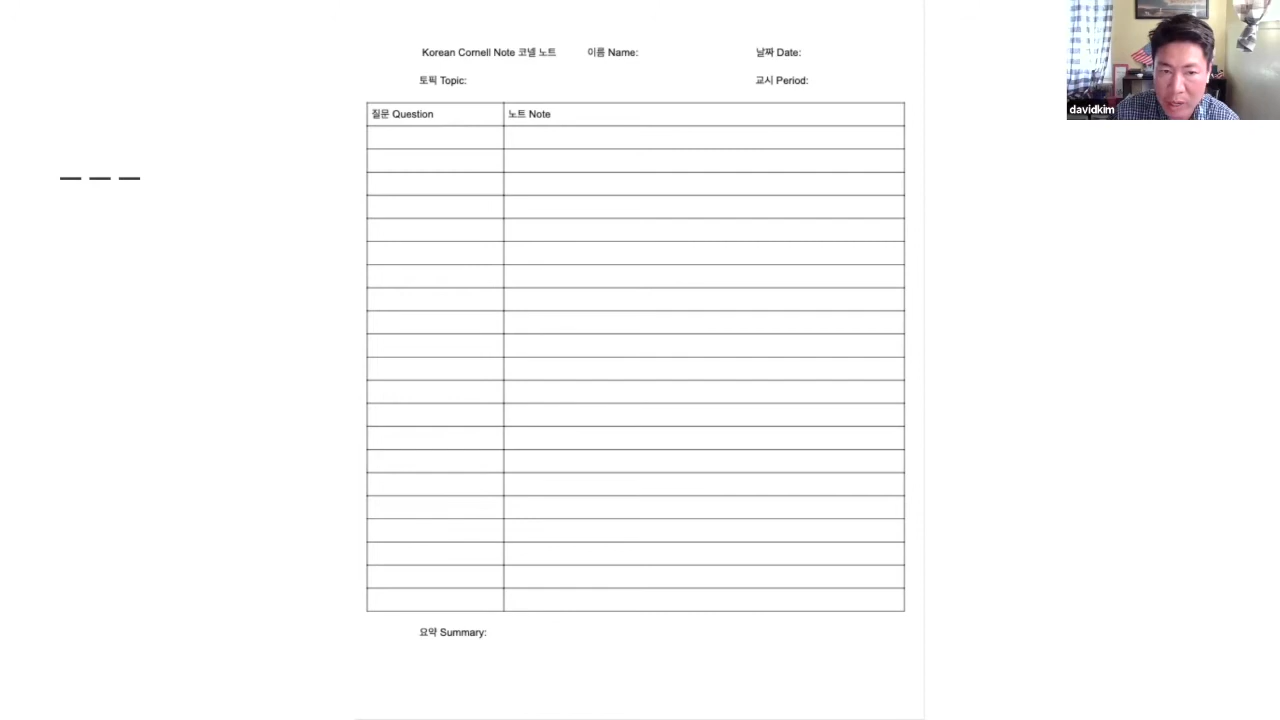 Korean Cornell Note 코넬 노트 이름 Name: 날짜 Date:
토픽 Topic: 교시 Period:
질문 Question 노트 Note
요약 Summary:
davidkim